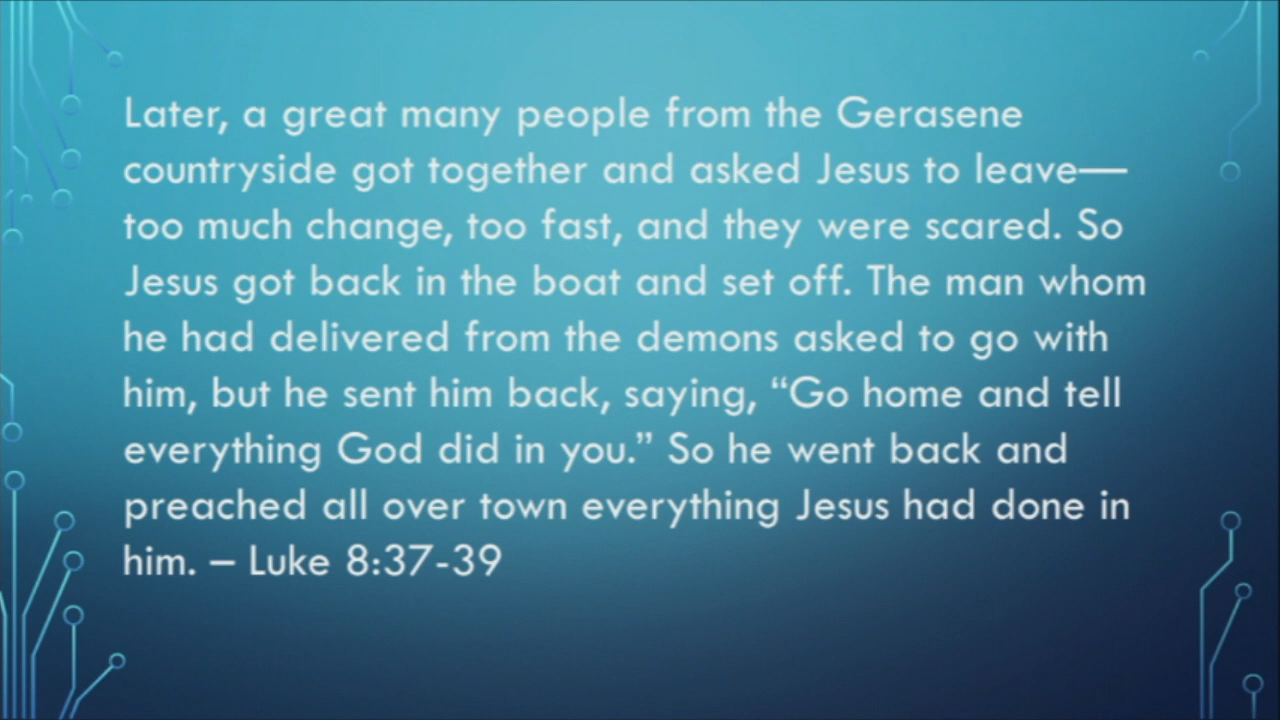 Later, a great many people from the Gerasene
countryside got together and asked Jesus to leave—
too much change, too fast, and they were scared. So
Jesus got back in the boat and set off. The man whom
he had delivered from the demons asked to go with
him, but he sent him back, saying, “Go home and tell
everything God did in you.” So he went back and
preached all over town everything Jesus had done in
him. – Luke 8:37-39